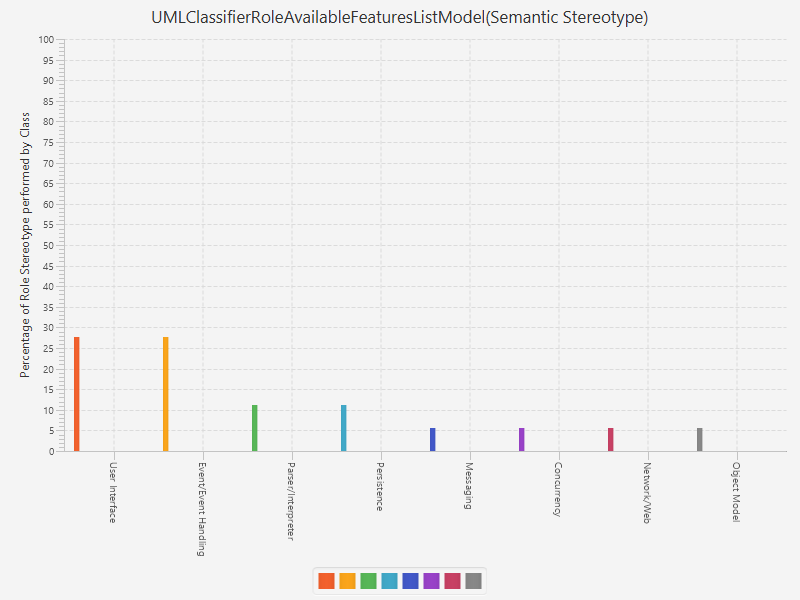 UMLClassifierRoleAvailableFeaturesListModel(Semantic Stereotype)
Percentage of Role Stereotype performed by Class
100
95
90
85
80
75
70
65
60
55
50
45
40
35
30
25
20
15
10
5
0
User Interface
Event/Event Handling
Parser/Interpreter
Persistence
Messaging
Concurrency
Network/Web
Object Model